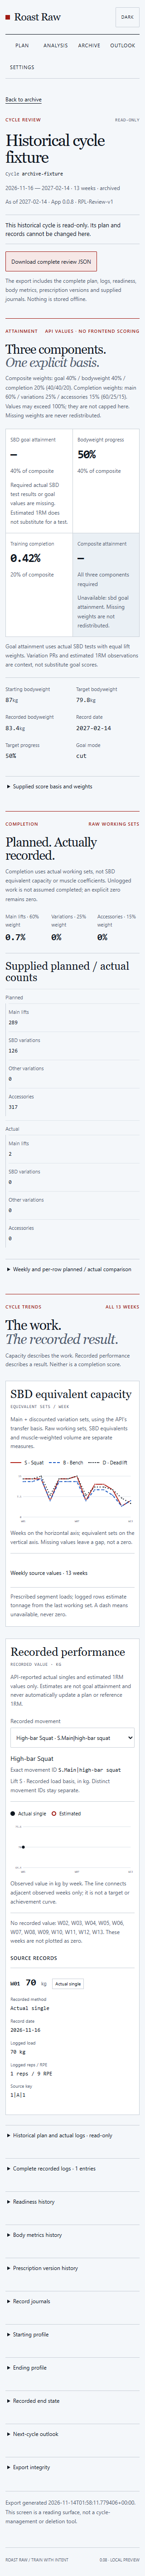 Roast Raw
DARK
PLAN
ANALYSIS
ARCHIVE
OUTLOOK
SETTINGS
Back to archive
CYCLE REVIEW
READ-ONLY
Historical cycle
fixture
Cycle archive-fixture
2026-11-16 — 2027-02-14 · 13 weeks · archived
As of 2027-02-14 · App 0.0.8 · RPL-Review-v1
This historical cycle is read-only. Its plan and
records cannot be changed here.
Download complete review JSON
The export includes the complete plan, logs, readiness,
body metrics, prescription versions and supplied
journals. Nothing is stored offline.
ATTAINMENT
API VALUES · NO FRONTEND SCORING
Three components.
One explicit basis.
Composite weights: goal 40% / bodyweight 40% /
completion 20% (40/40/20). Completion weights: main
60% / variations 25% / accessories 15% (60/25/15).
Values may exceed 100%; they are not capped here.
Missing weights are never redistributed.
SBD goal attainment
—
40% of composite
Required actual SBD
test results or goal
values are missing.
Estimated 1RM does
not substitute for a test.
Bodyweight progress
50%
40% of composite
Training completion
0.42%
20% of composite
Composite attainment
—
All three components
required
Unavailable: sbd goal
attainment. Missing
weights are not
redistributed.
Goal attainment uses actual SBD tests with equal lift
weights. Variation PRs and estimated 1RM observations
are context, not substitute goal scores.
Starting bodyweight
87kg
Target bodyweight
79.8kg
Recorded bodyweight
83.4kg
Record date
2027-02-14
Target progress
50%
Goal mode
cut
▶ Supplied score basis and weights
COMPLETION
RAW WORKING SETS
Planned. Actually
recorded.
Completion uses actual working sets, not SBD
equivalent capacity or muscle coefficients. Unlogged
work is not assumed completed; an explicit zero
remains zero.
Main lifts · 60%
weight
0.7%
Variations · 25%
weight
0%
Accessories · 15%
weight
0%
Supplied planned / actual
counts
Planned
Main lifts
289
SBD variations
126
Other variations
0
Accessories
317
Actual
Main lifts
2
SBD variations
0
Other variations
0
Accessories
0
▶ Weekly and per-row planned / actual comparison
CYCLE TRENDS
ALL 13 WEEKS
The work.
The recorded result.
Capacity describes the work. Recorded performance
describes a result. Neither is a completion score.
SBD equivalent capacity
EQUIVALENT SETS / WEEK
Main + discounted variation sets, using the API's
transfer basis. Raw working sets, SBD equivalents
and muscle-weighted volume are separate
measures.
S · Squat
B · Bench
D · Deadlift
Weeks on the horizontal axis; equivalent sets on the
vertical axis. Missing values leave a gap, not a zero.
Weekly source values · 13 weeks
Prescribed segment loads; logged rows estimate
tonnage from the working set. A dash means
unavailable, never zero.
Recorded performance
RECORDED VALUE · KG
API-reported actual singles and estimated 1RM
values only. Estimates are not goal attainment and
never automatically update a plan or reference
1RM.
Recorded movement
High-bar Squat · S.Main|high-bar squat
High-bar Squat
Exact movement ID S.Main|high-bar squat
Lift S · Recorded load basis, in kg. Distinct
movement IDs stay separate.
Actual single
Estimated
Observed value in kg by week. The line connects
adjacent observed weeks only; it is not a target or
achievement curve.
No recorded value: W02, W03, W04, W05, W06,
W07, W08, W09, W10, W11, W12, W13. These
weeks are not plotted as zero.
SOURCE RECORDS
W01 70 kg Actual single
Recorded method
Actual single
Record date
2026-11-16
Logged load
70 kg
Logged reps / RPE
1 reps / 9 RPE
Source key
1|A|1
▶ Historical plan and actual logs · read-only
▶ Complete recorded logs · 1 entries
▶ Readiness history
▶ Body metrics history
▶ Prescription version history
▶ Record journals
▶ Starting profile
▶ Ending profile
▶ Recorded end state
▶ Next-cycle outlook
▶ Export integrity
Export generated 2026-11-14T01:58:11.779406+00:00.
This screen is a reading surface, not a cycle-
management or deletion tool.
ROAST RAW / TRAIN WITH INTENT
0.08 · LOCAL PREVIEW